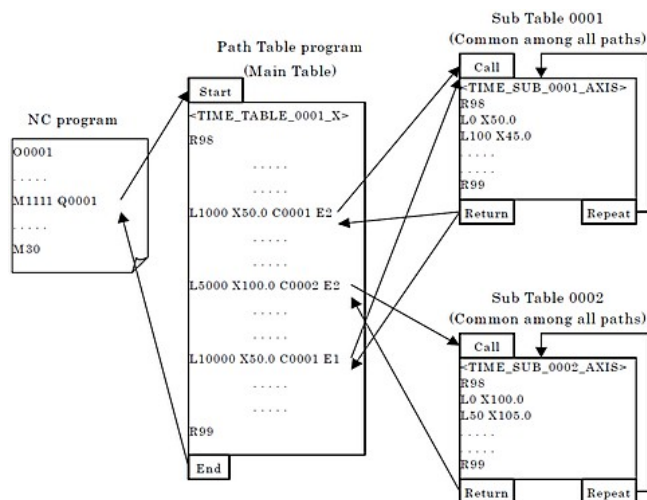 NC program
O0001
.....
M1111 Q0001
.....
M30
Path Table program
(Main Table)
Start
<TIME_TABLE_0001_X>
R98
.....
.....
L1000 X50.0 C0001 E2
.....
.....
L5000 X100.0 C0002 E2
.....
.....
L10000 X50.0 C0001 E1
.....
.....
R99
End
Sub Table 0001
(Common among all paths)
Call
<TIME_SUB_0001_AXIS>
R98
L0 X50.0
L100 X45.0
.....
.....
R99
Return
Repeat
Sub Table 0002
(Common among all paths)
Call
<TIME_SUB_0002_AXIS>
R98
L0 X100.0
L50 X105.0
.....
.....
R99
Return
Repeat